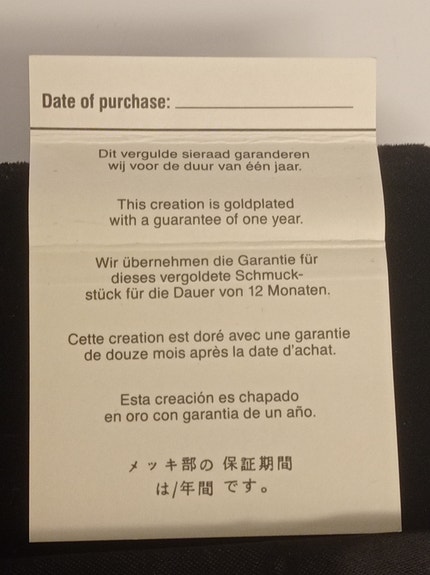 Date of purchase:
Dit vergulde sieraad garanderen
wij voor de duur van één jaar.
This creation is goldplated
with a guarantee of one year.
Wir übernehmen die Garantie für
dieses vergoldete Schmuck-
stück für die Dauer von 12 Monaten.
Cette creation est doré avec une garantie
de douze mois après la date d'achat.
Esta creación es chapado
en oro con garantia de un año.
メッキ部の 保証期間
は/年間 です。